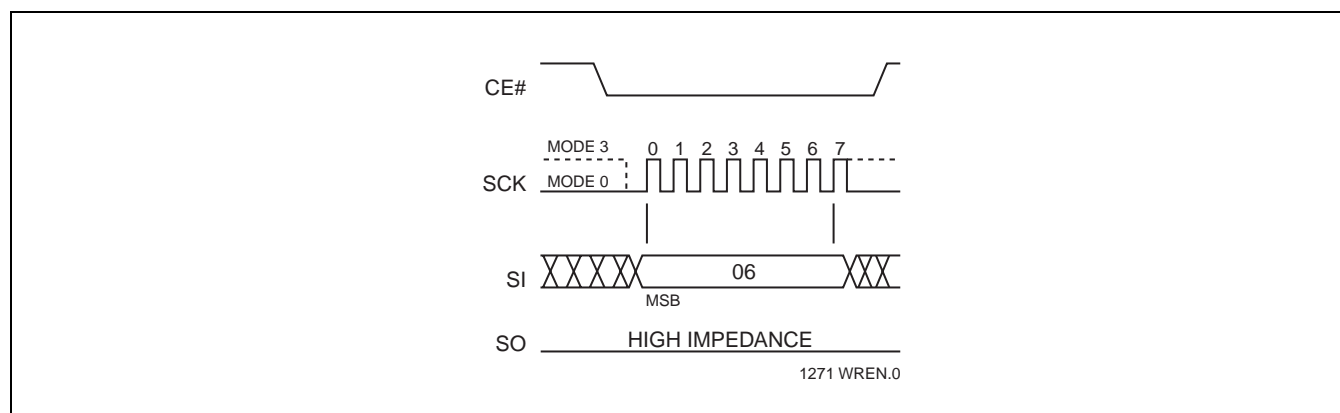 CE#
MODE 3
0 1 2 3 4 5 6 7
SCK
MODE 0
SI
06
MSB
SO
HIGH IMPEDANCE
1271 WREN.0